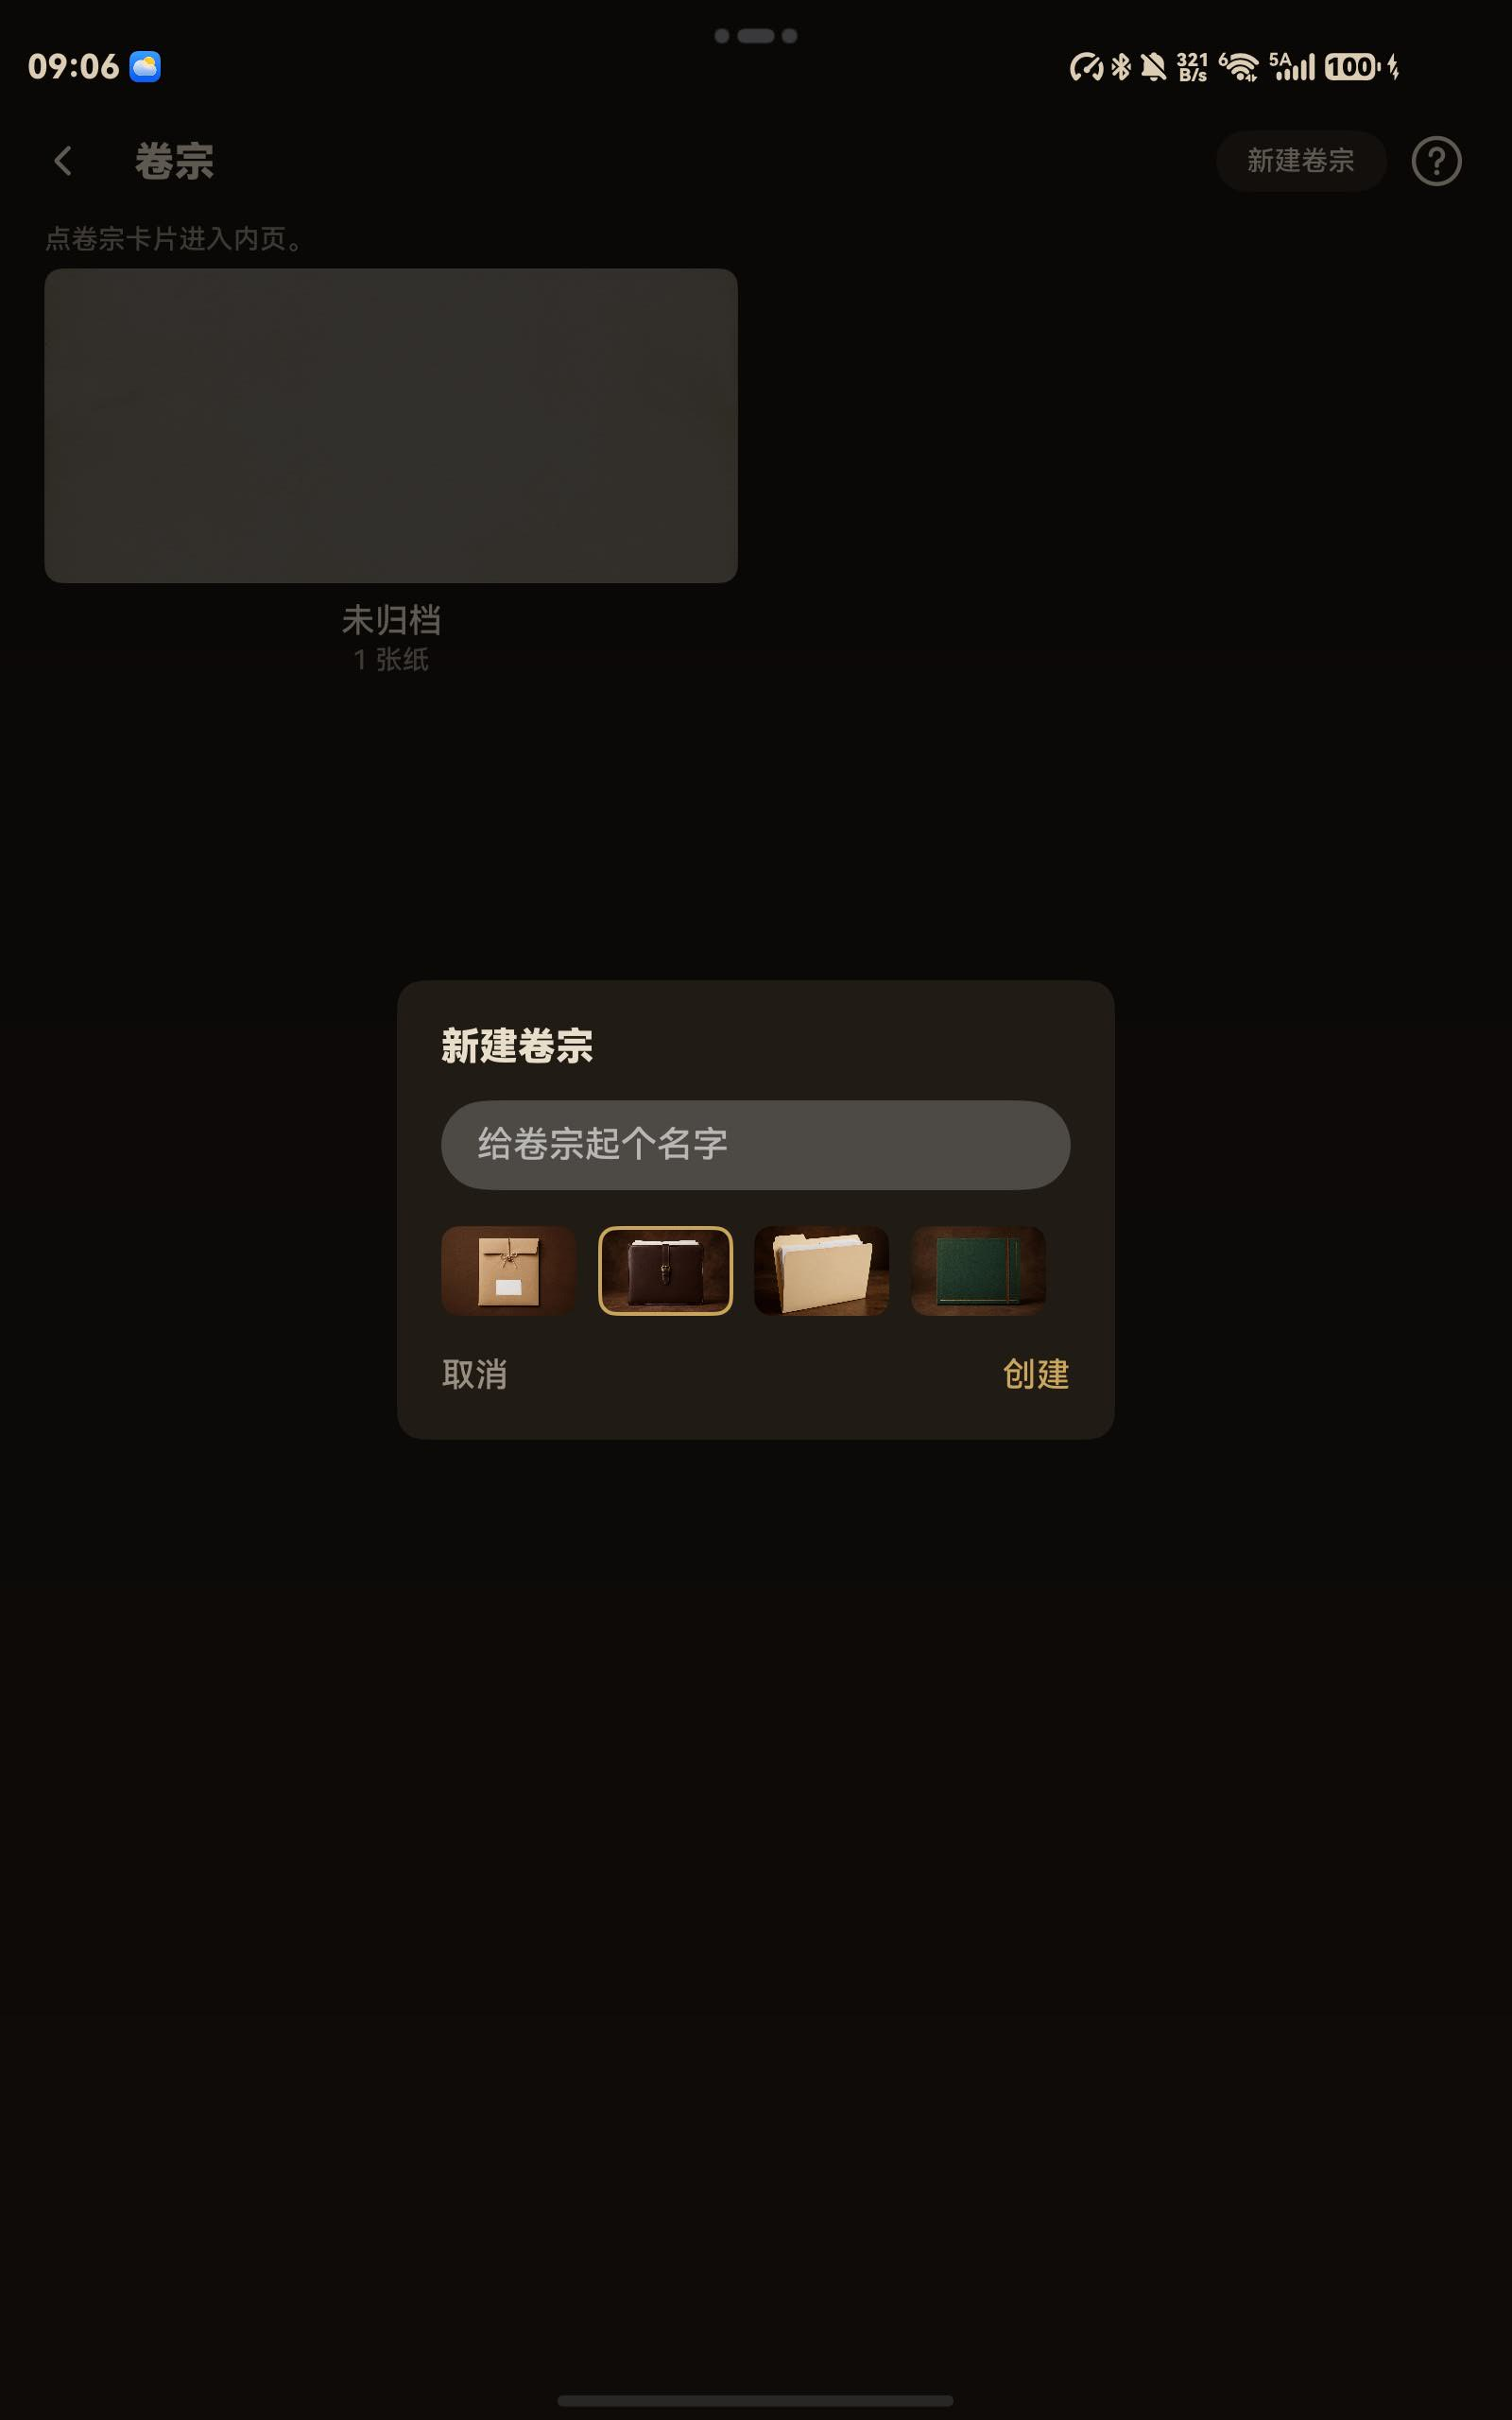 09:06
321 B/s
6
5A
100
卷宗
新建卷宗
点卷宗卡片进入内页。
未归档
1 张纸
新建卷宗
给卷宗起个名字
取消
创建